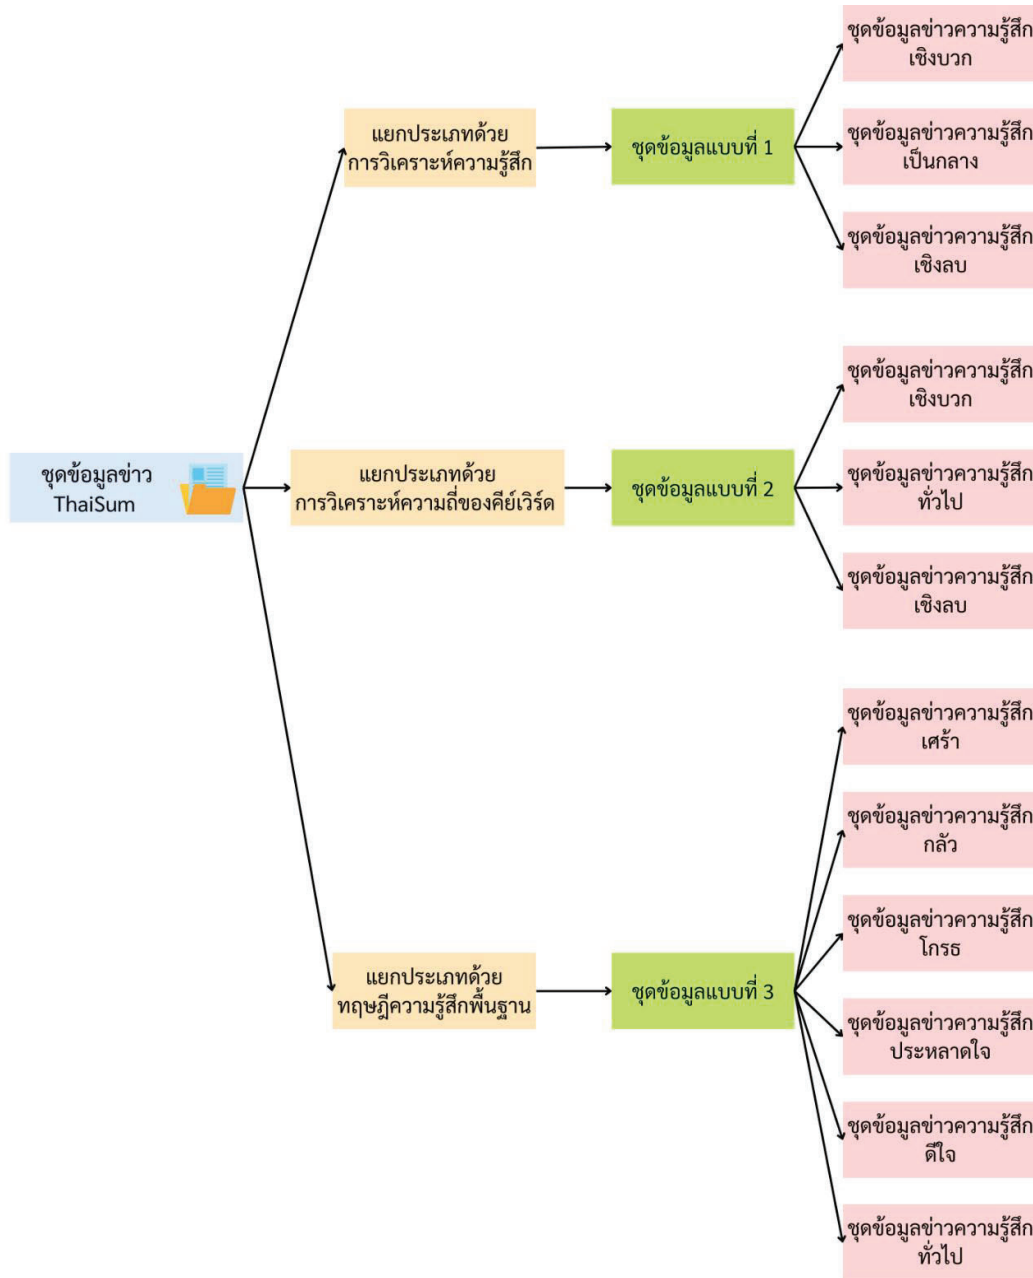 ชุดข้อมูลข่าว
ThaiSum
แยกประเภทด้วย
การวิเคราะห์ความรู้สึก
ชุดข้อมูลแบบที่ 1
ชุดข้อมูลข่าวความรู้สึก
เชิงบวก
ชุดข้อมูลข่าวความรู้สึก
เป็นกลาง
ชุดข้อมูลข่าวความรู้สึก
เชิงลบ
แยกประเภทด้วย
การวิเคราะห์ความถี่ของคีย์เวิร์ด
ชุดข้อมูลแบบที่ 2
ชุดข้อมูลข่าวความรู้สึก
เชิงบวก
ชุดข้อมูลข่าวความรู้สึก
ทั่วไป
ชุดข้อมูลข่าวความรู้สึก
เชิงลบ
แยกประเภทด้วย
ทฤษฎีความรู้สึกพื้นฐาน
ชุดข้อมูลแบบที่ 3
ชุดข้อมูลข่าวความรู้สึก
เศร้า
ชุดข้อมูลข่าวความรู้สึก
กลัว
ชุดข้อมูลข่าวความรู้สึก
โกรธ
ชุดข้อมูลข่าวความรู้สึก
ประหลาดใจ
ชุดข้อมูลข่าวความรู้สึก
ดีใจ
ชุดข้อมูลข่าวความรู้สึก
ทั่วไป